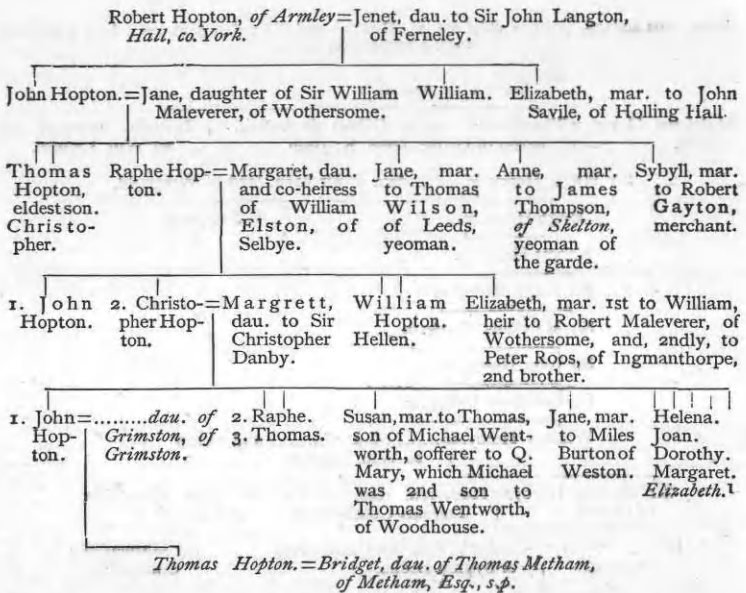 Robert Hopton, of Armley=Jenet, dau. to Sir John Langton,
Hall, co. York. of Ferneley.
John Hopton.=Jane, daughter of Sir William
Maleverer, of Wothersome.
William.
Elizabeth, mar. to John
Savile, of Holling Hall.
Thomas
Hopton,
eldest son.
Christo-
pher.
Raphe Hop-
ton.
=Margaret, dau.
and co-heiress
of William
Elston, of
Selbye.
Jane, mar.
to Thomas
Wilson,
of Leeds,
yeoman.
Anne, mar.
to James
Thompson,
of Skelton,
yeoman of
the garde.
Sybyll, mar.
to Robert
Gayton,
merchant.
1. John
Hopton.
2. Christo-
pher Hop-
ton.
=Margrett,
dau. to Sir
Christopher
Danby.
William
Hopton.
Hellen.
Elizabeth, mar. 1st to William,
heir to Robert Maleverer, of
Wothersome, and, 2ndly, to
Peter Rops, of Ingmanthorpe,
2nd brother.
1. John
Hop-
ton.
=.........dau. of
Grimston, of
Grimston.
2. Raphe.
3. Thomas.
Susan, mar. to Thomas,
son of Michael Went-
worth, cofferer to Q.
Mary, which Michael
was 2nd son to
Thomas Wentworth,
of Woodhouse.
Jane, mar.
to Miles
Burton of
Weston.
Helena.
Joan.
Dorothy.
Margaret.
Elizabeth.1
Thomas Hopton.=Bridget, dau. of Thomas Metham,
of Metham, Esq., s.p.